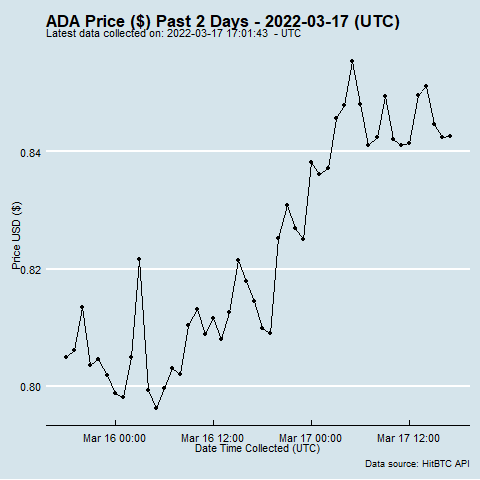 ADA Price ($) Past 2 Days - 2022-03-17 (UTC)
Latest data collected on: 2022-03-17 17:01:43 - UTC
Price USD ($)
0.84
0.82
0.80
Mar 16 00:00 Mar 16 12:00 Mar 17 00:00 Mar 17 12:00
Date Time Collected (UTC)
Data source: HitBTC API